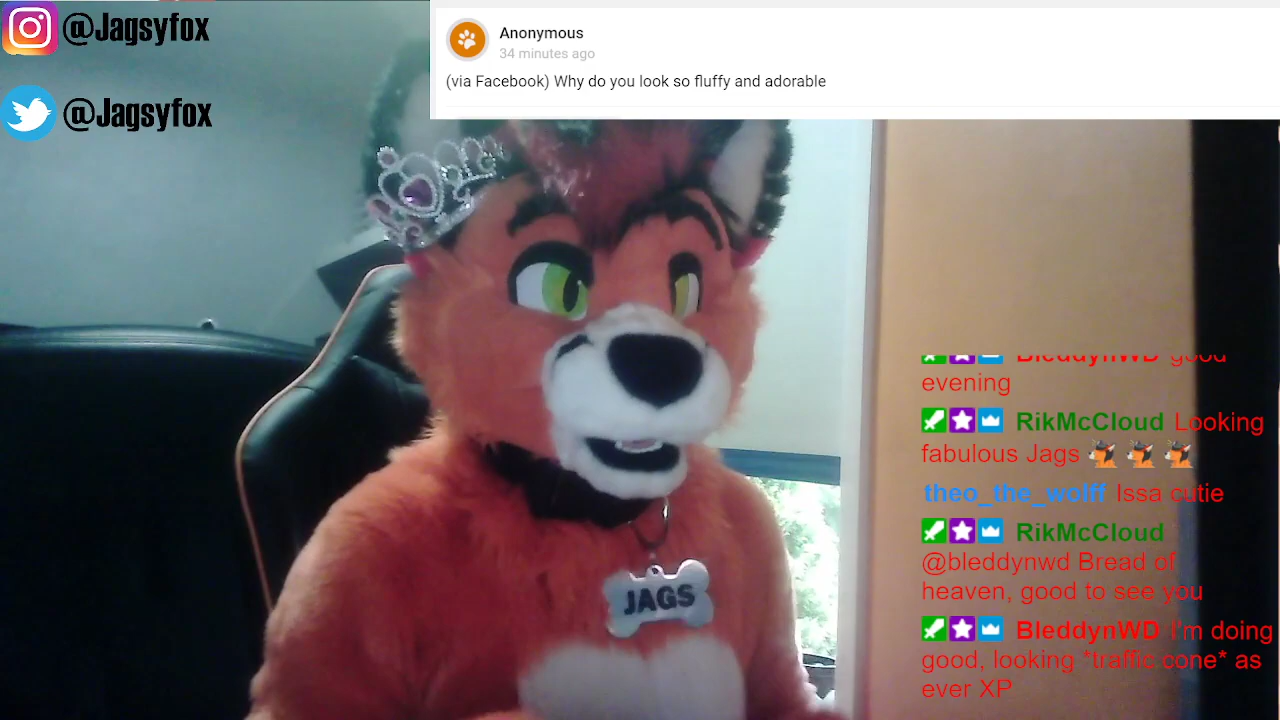 @Jagsyfox
@Jagsyfox
Anonymous
34 minutes ago
(via Facebook) Why do you look so fluffy and adorable
JAGS
BleddynWD good
evening
RikMcCloud Looking
fabulous Jags
theo_the_wolff Issa cutie
RikMcCloud
@bleddynwd Bread of
heaven, good to see you
BleddynWD I'm doing
good, looking *traffic cone* as
ever XP